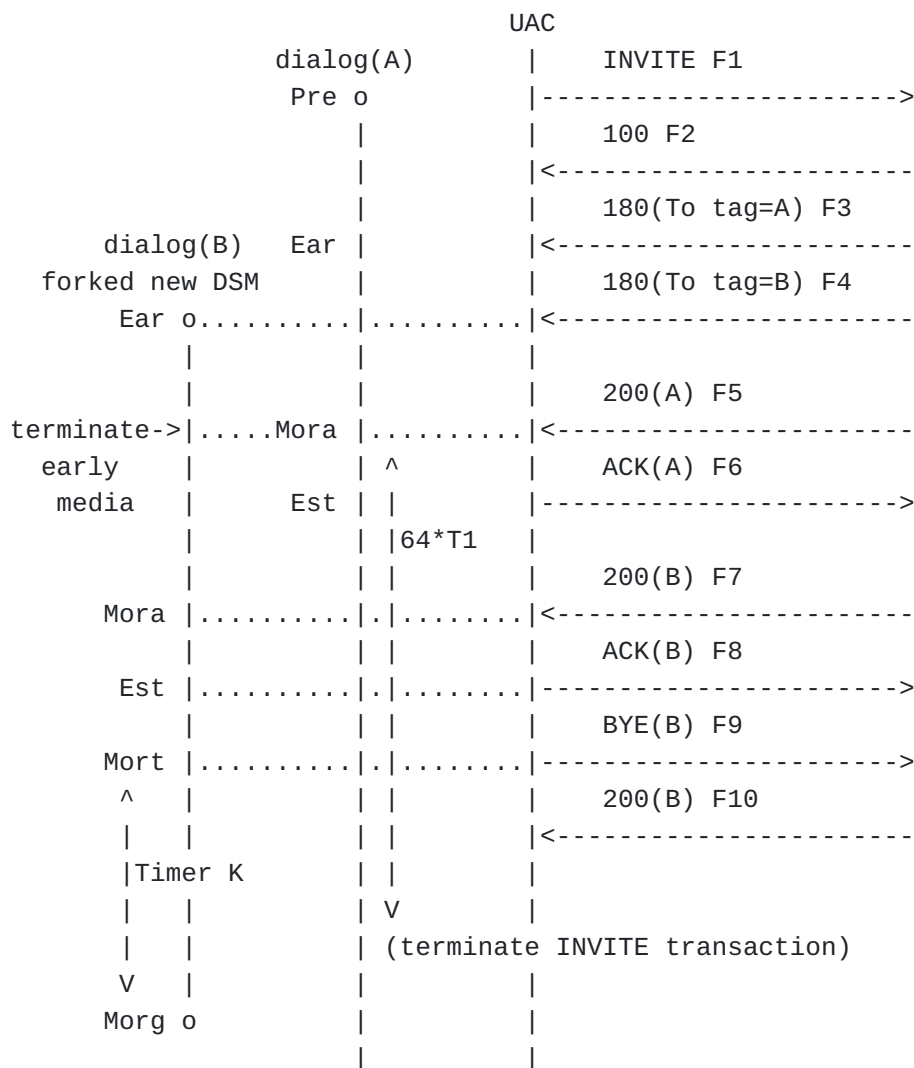 UAC
                dialog(A)      |    INVITE F1
                 Pre o         |----------------------->
                     |         |    100 F2
                     |         |<-----------------------
                     |         |    180(To tag=A) F3
      dialog(B)  Ear |         |<-----------------------
  forked new DSM     |         |    180(To tag=B) F4
       Ear o.........|.........|<-----------------------
           |         |         |
           |         |         |    200(A) F5
terminate->|.....Mora |.........|<-----------------------
  early    |         | ^       |    ACK(A) F6
   media   |     Est | |       |----------------------->
           |         | |64*T1  |
           |         | |       |    200(B) F7
      Mora |.........|.|.......|<-----------------------
           |         | |       |    ACK(B) F8
       Est |.........|.|.......|----------------------->
           |         | |       |    BYE(B) F9
      Mort |.........|.|.......|----------------------->
       ^   |         | |       |    200(B) F10
       |   |         | |       |<-----------------------
       |Timer K      | |       |
       |   |         | V       |
       |   |         | (terminate INVITE transaction)
       V   |         |         |
      Morg o         |         |
                     |         |